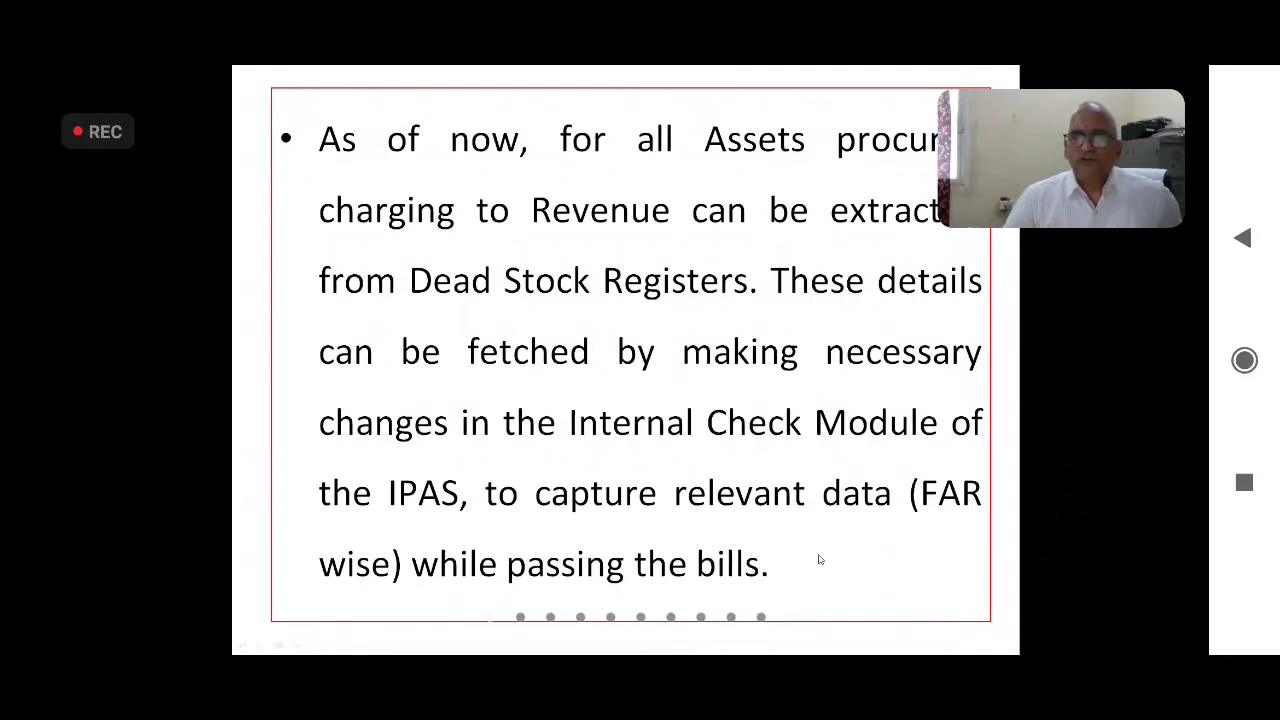 REC
• As of now, for all Assets
charging to Revenue can be
from Dead Stock Registers. These details
can be fetched by making necessary
changes in the Internal Check Module of
the IPAS, to capture relevant data (FAR
wise) while passing the bills.